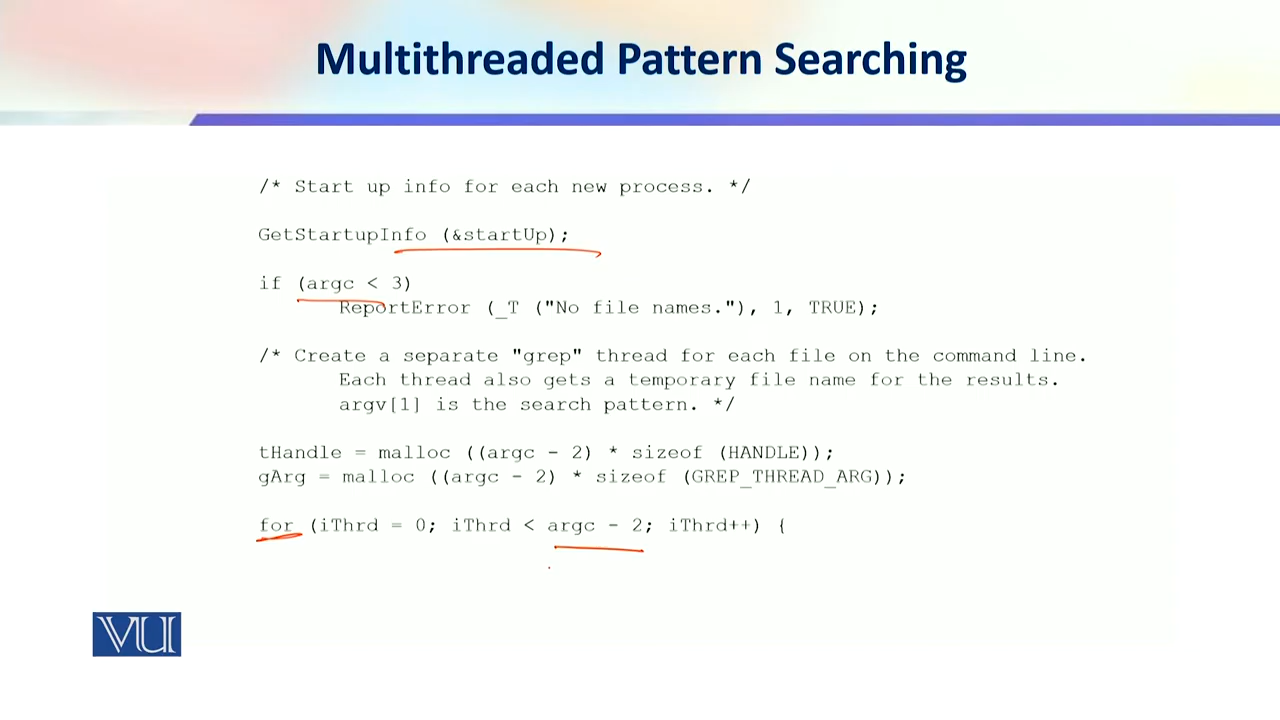 Multithreaded Pattern Searching
/* Start up info for each new process. */
GetStartupInfo (&startUp);
if (argc < 3)
ReportError (_T ("No file names."), 1, TRUE);
/* Create a separate "grep" thread for each file on the command line.
Each thread also gets a temporary file name for the results.
argv[1] is the search pattern. */
tHandle = malloc ((argc - 2) * sizeof (HANDLE));
gArg = malloc ((argc - 2) * sizeof (GREP_THREAD_ARG));
for (iThrd = 0; iThrd < argc - 2; iThrd++) {
VU